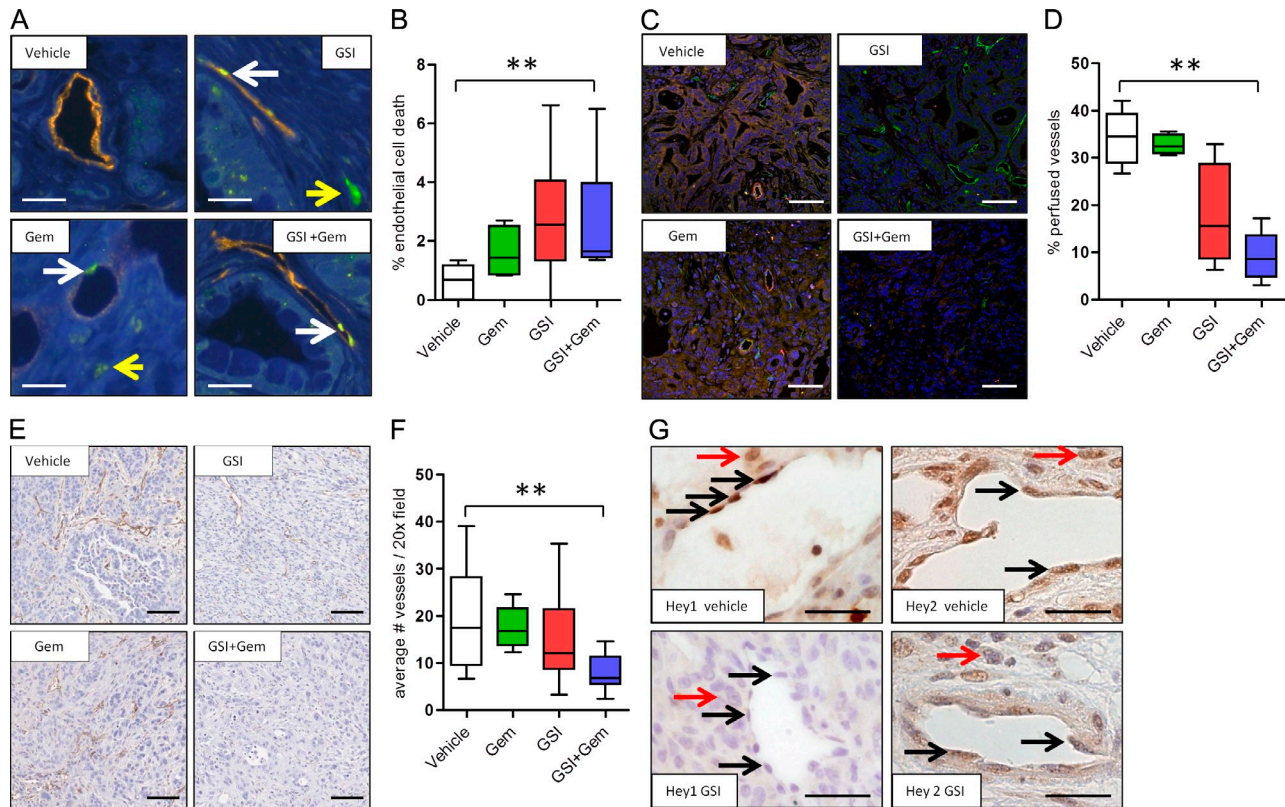 A
Vehicle
GSI
Gem
GSI +Gem
B
% endothelial cell death
8
6
4
2
0
**
Vehicle
Gem
GSI
GSI+Gem
C
Vehicle
GSI
Gem
GSI+Gem
D
% perfused vessels
50
40
30
20
10
0
**
Vehicle
Gem
GSI
GSI+Gem
E
Vehicle
GSI
Gem
GSI+Gem
F
average # vessels / 20x field
50
40
30
20
10
0
**
Vehicle
Gem
GSI
GSI+Gem
G
Hey1 vehicle
Hey2 vehicle
Hey1 GSI
Hey 2 GSI